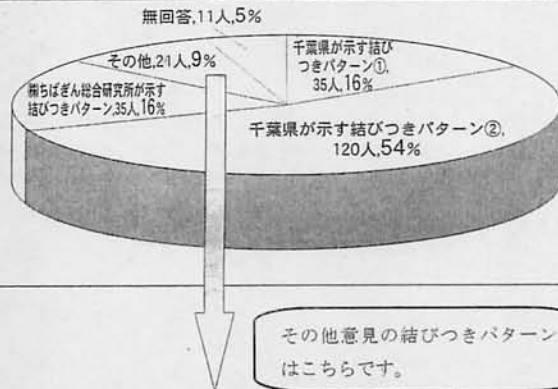 無回答,11人,5%
その他,21人,9%
千葉県が示す結び
つきパターン①,
35人,16%
㈱ちばぎん総合研究所が示す
結びつきパターン,35人,16%
千葉県が示す結びつきパターン②,
120人,54%
その他意見の結びつきパターン
はこちらです。